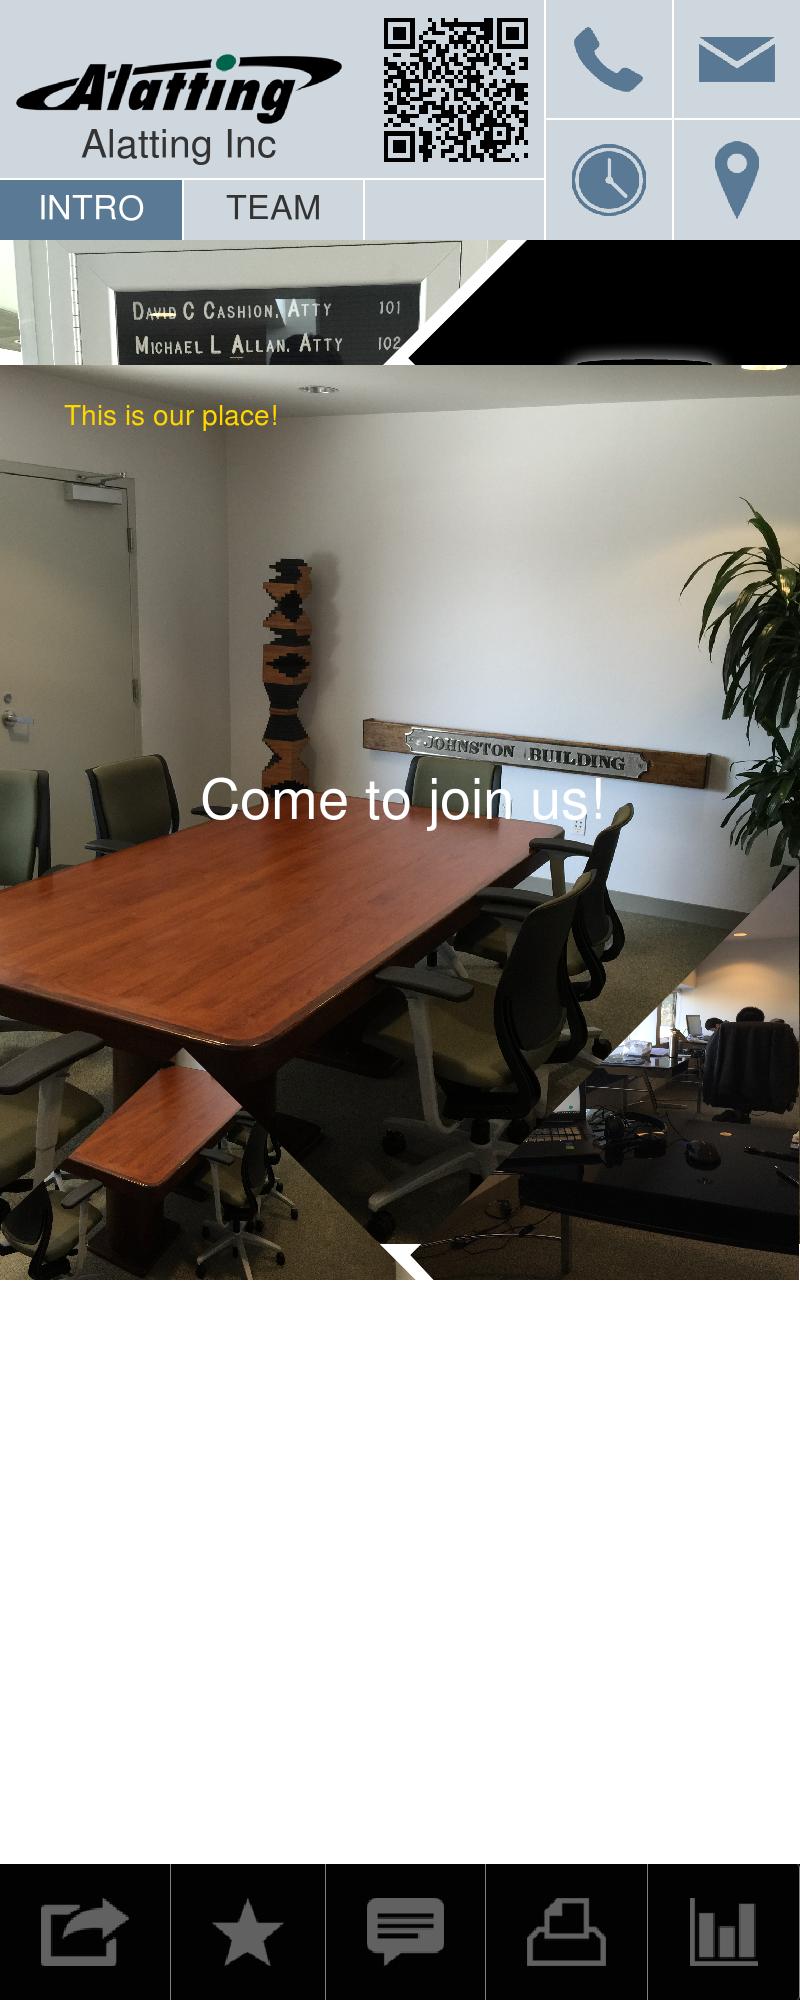 Alatting
Alatting Inc
INTRO
TEAM
DAVID C CASHION, ATTY 101
MICHAEL L ALLAN, ATTY 102
This is our place!
JOHNSTON BUILDING
Come to join us!